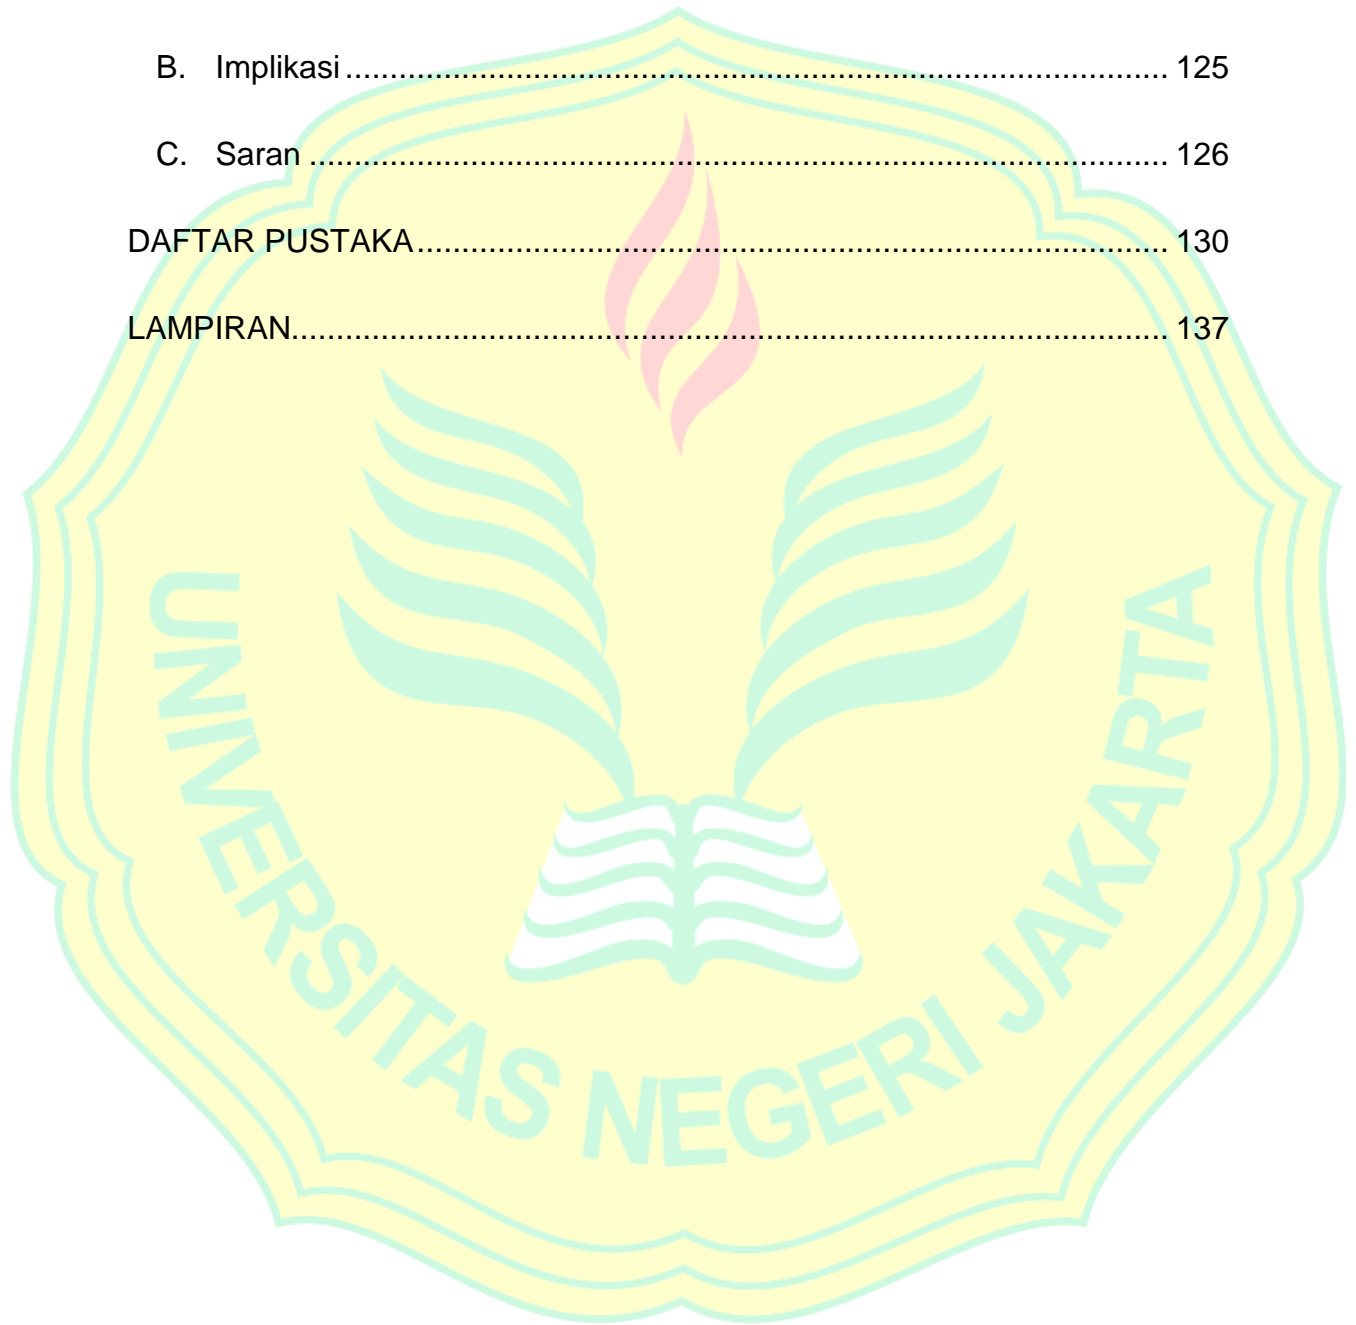 B. Implikasi ........................................................................................... 125
C. Saran ............................................................................................... 126
DAFTAR PUSTAKA ................................................................................... 130
LAMPIRAN................................................................................................. 137
UNIVERSITAS NEGERI JAKARTA